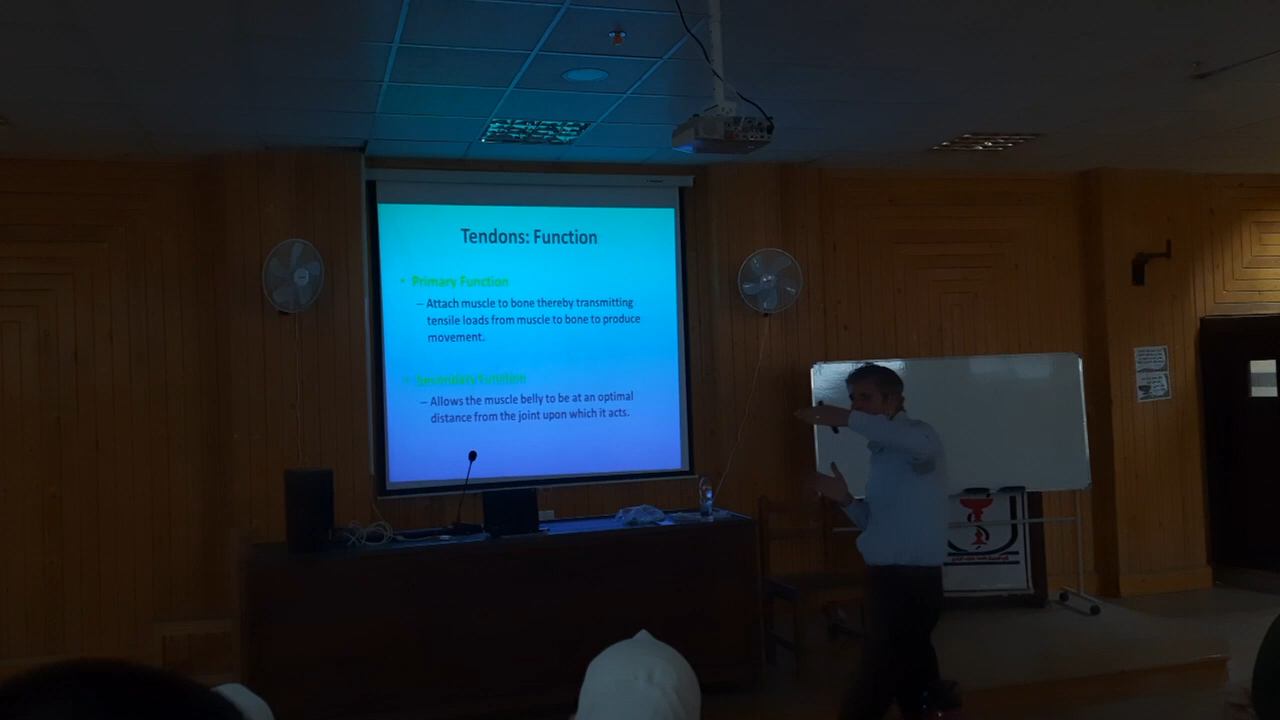 Tendons: Function
• Primary Function
– Attach muscle to bone thereby transmitting
tensile loads from muscle to bone to produce
movement.
• Secondary Function
– Allows the muscle belly to be at an optimal
distance from the joint upon which it acts.